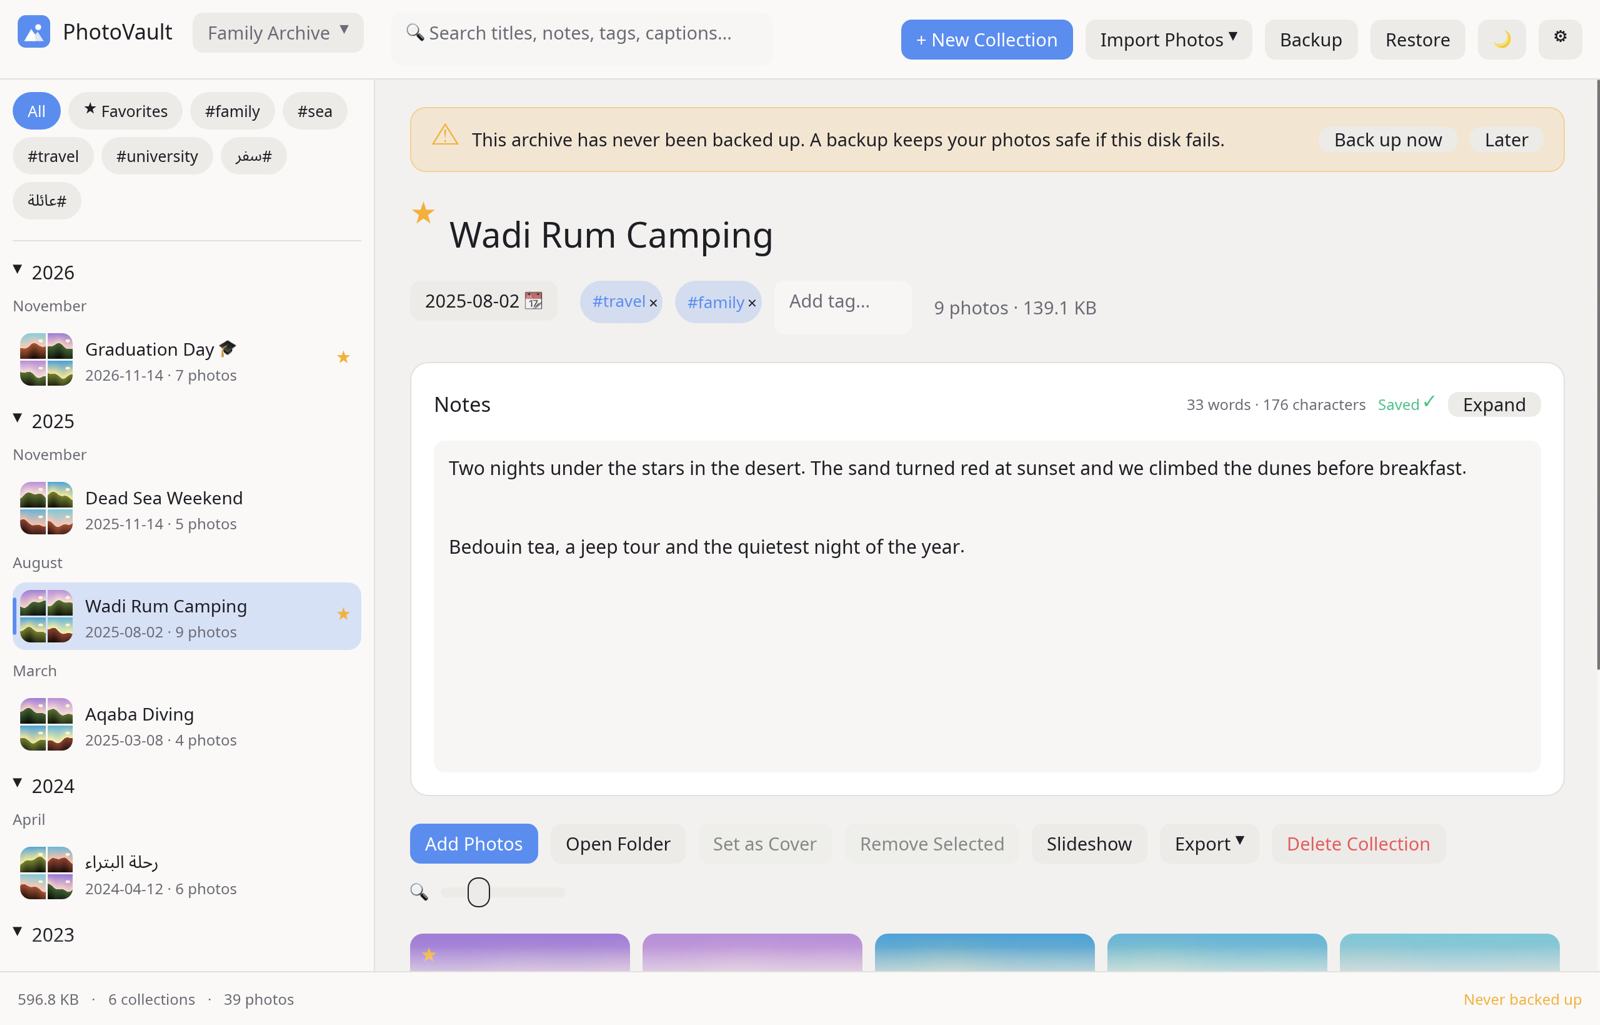 PhotoVault
Family Archive ▼
🔍 Search titles, notes, tags, captions...
+ New Collection
Import Photos ▼
Backup
Restore
All
★ Favorites
#family
#sea
#travel
#university
#سفر
#عائلة
▼ 2026
November
Graduation Day 🎓
2026-11-14 · 7 photos
▼ 2025
November
Dead Sea Weekend
2025-11-14 · 5 photos
August
Wadi Rum Camping
2025-08-02 · 9 photos
March
Aqaba Diving
2025-03-08 · 4 photos
▼ 2024
April
رحلة البتراء
2024-04-12 · 6 photos
▼ 2023
This archive has never been backed up. A backup keeps your photos safe if this disk fails.
Back up now
Later
★ Wadi Rum Camping
2025-08-02 📆
#travel ×
#family ×
Add tag...
9 photos · 139.1 KB
Notes
33 words · 176 characters
Saved ✓
Expand
Two nights under the stars in the desert. The sand turned red at sunset and we climbed the dunes before breakfast.
Bedouin tea, a jeep tour and the quietest night of the year.
Add Photos
Open Folder
Set as Cover
Remove Selected
Slideshow
Export ▼
Delete Collection
596.8 KB · 6 collections · 39 photos
Never backed up